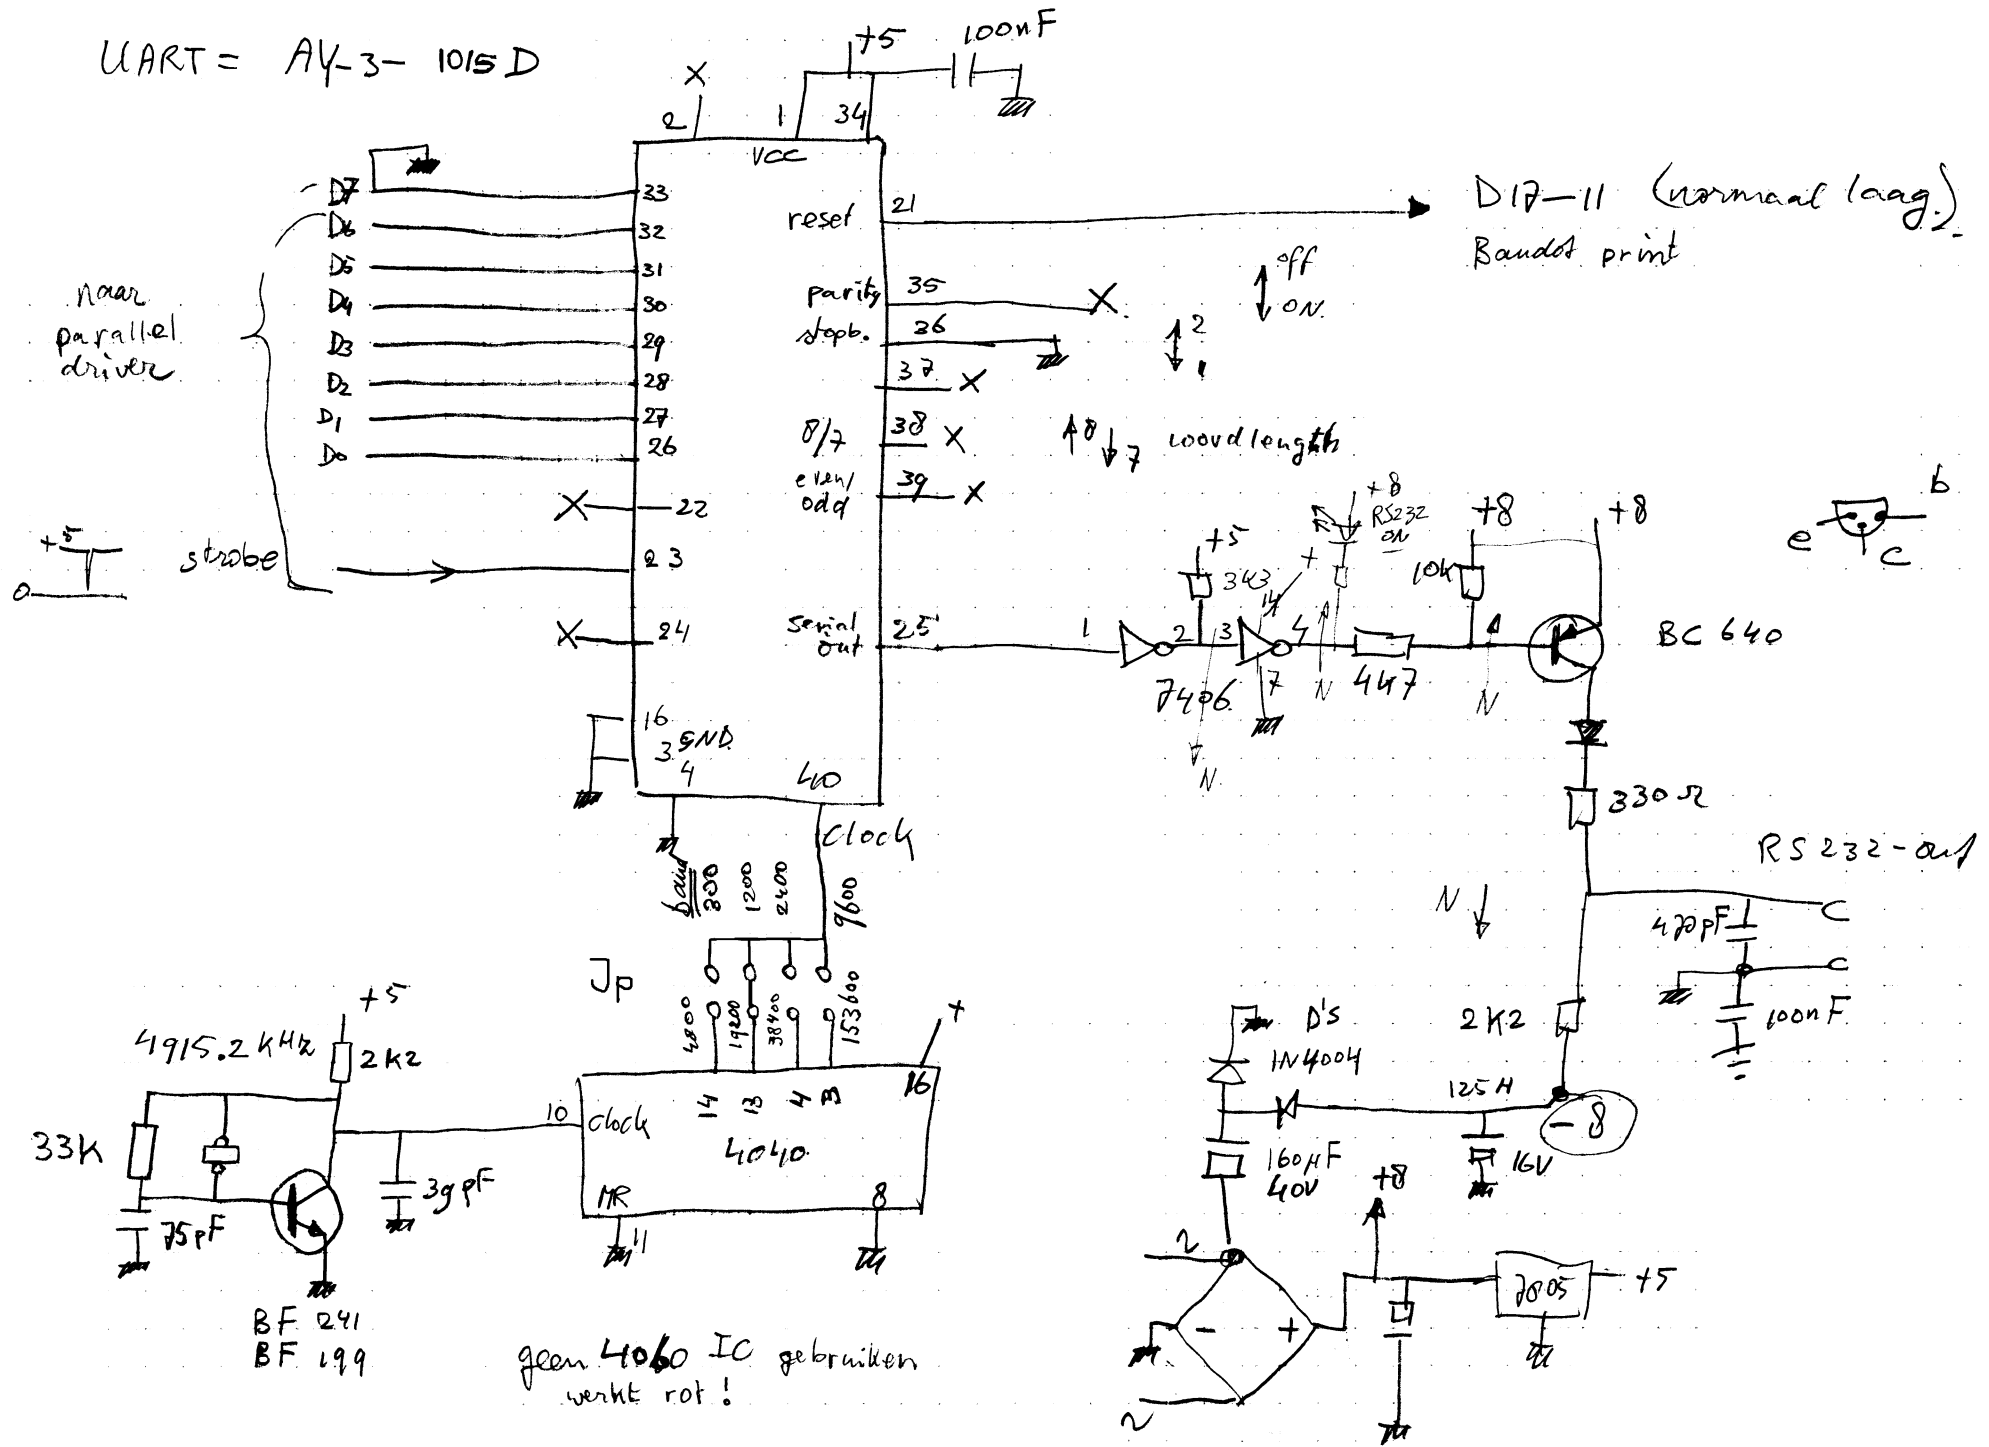 UART = AY-3-1015D
+5
100nF
X
2
1
34
VCC
D7
33
D6
32
D5
31
D4
30
D3
29
D2
28
D1
27
D0
26
naar
parallel
driver
X
22
+5
0
strobe
23
X
24
16
3 GND
4
40
reset
21
D17-11 (normaal laag.)
Baudot print
parity
35
X
off
ON
stopb.
36
2
1
37
X
8/7
38
X
8
7
woordlength
even/
odd
39
X
serial
out
25
1
2
3
4
+5
3k3
14
+
7406
7
N
N
+8
RS232
ON
4k7
10k
+8
+8
N
BC 640
e
c
b
330Ω
RS232-out
N
470pF
100nF
2k2
Clock
baud
300
1200
2400
9600
Jp
4800
19200
38400
153600
4915.2 kHz
+5
2k2
33K
75pF
39pF
BF 241
BF 199
10
clock
14
13
4
3
16
+
4040
MR
11
8
geen 4060 IC gebruiken
werkt rot!
D's
1N4004
160µF
40V
16V
-8
+8
~
~
-
+
7805
+5